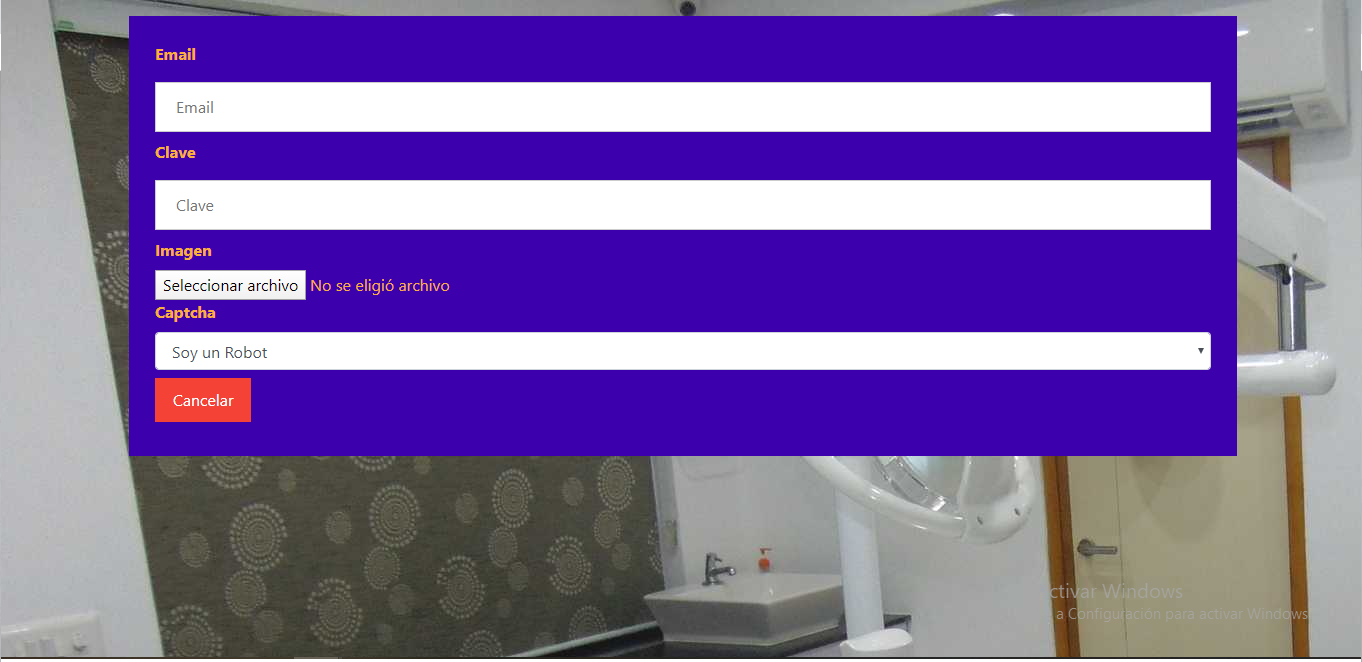 Email
Email
Clave
Clave
Imagen
Seleccionar archivo No se eligió archivo
Captcha
Soy un Robot
Cancelar
ctivar Windows
a Configuración para activar Windows